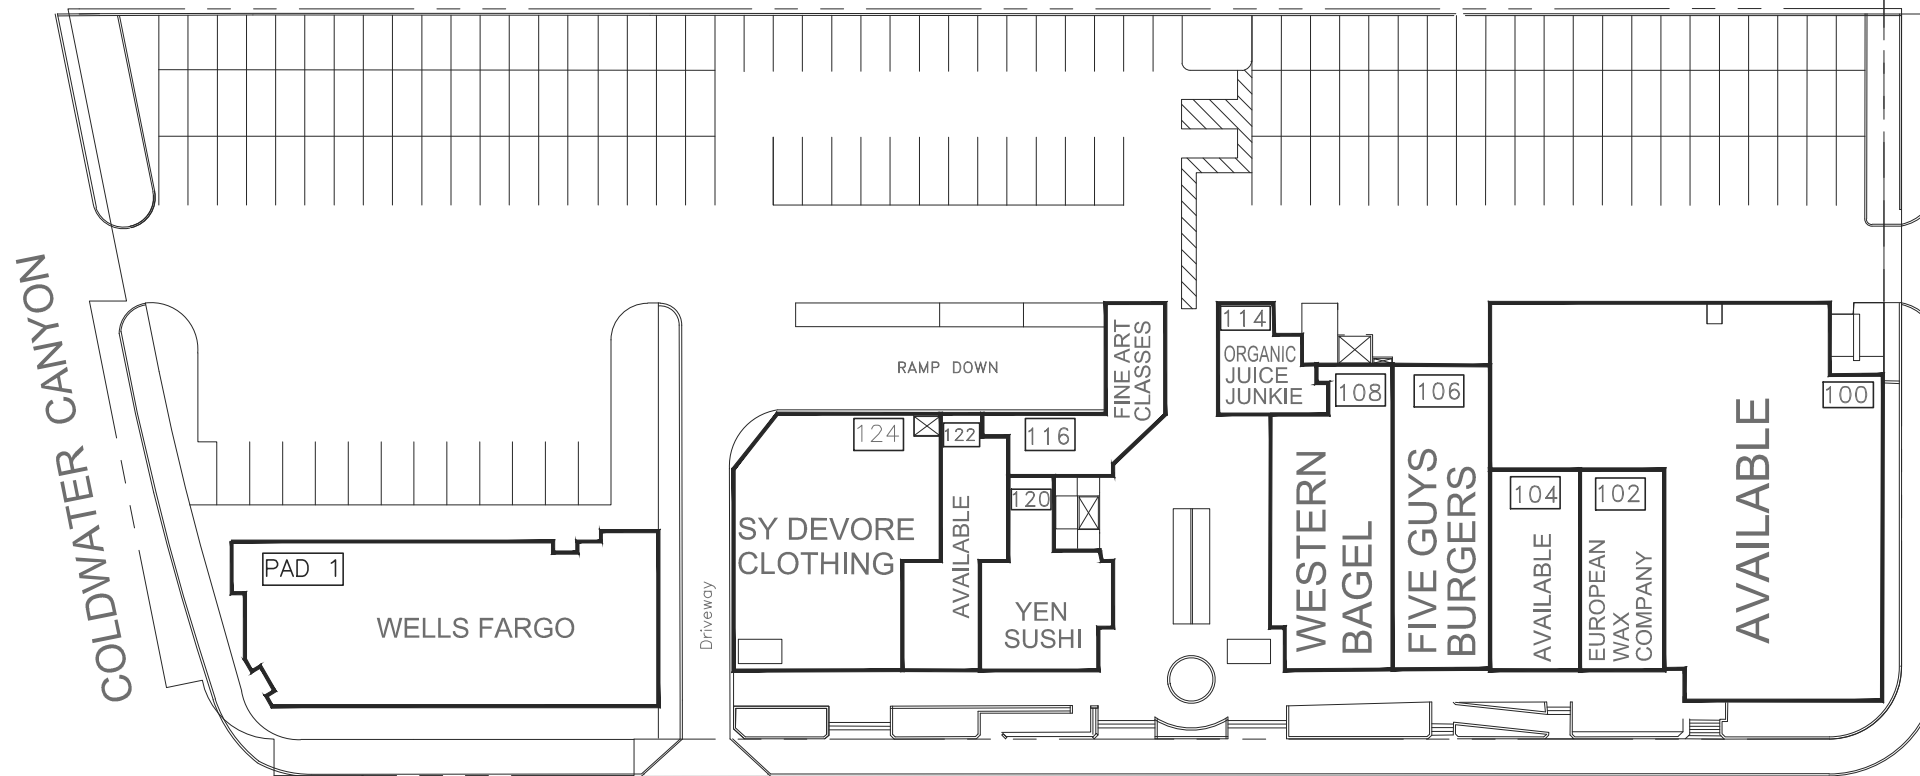 COLDWATER CANYON
PAD 1
WELLS FARGO
Driveway
RAMP DOWN
124
SY DEVORE
CLOTHING
122
AVAILABLE
116
FINE ART
CLASSES
120
YEN
SUSHI
114
ORGANIC
JUICE
JUNKIE
108
WESTERN
BAGEL
106
FIVE GUYS
BURGERS
104
AVAILABLE
102
EUROPEAN
WAX
COMPANY
100
AVAILABLE